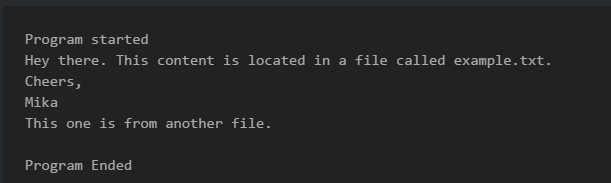 Program started
Hey there. This content is located in a file called example.txt.
Cheers,
Mika
This one is from another file.
Program Ended